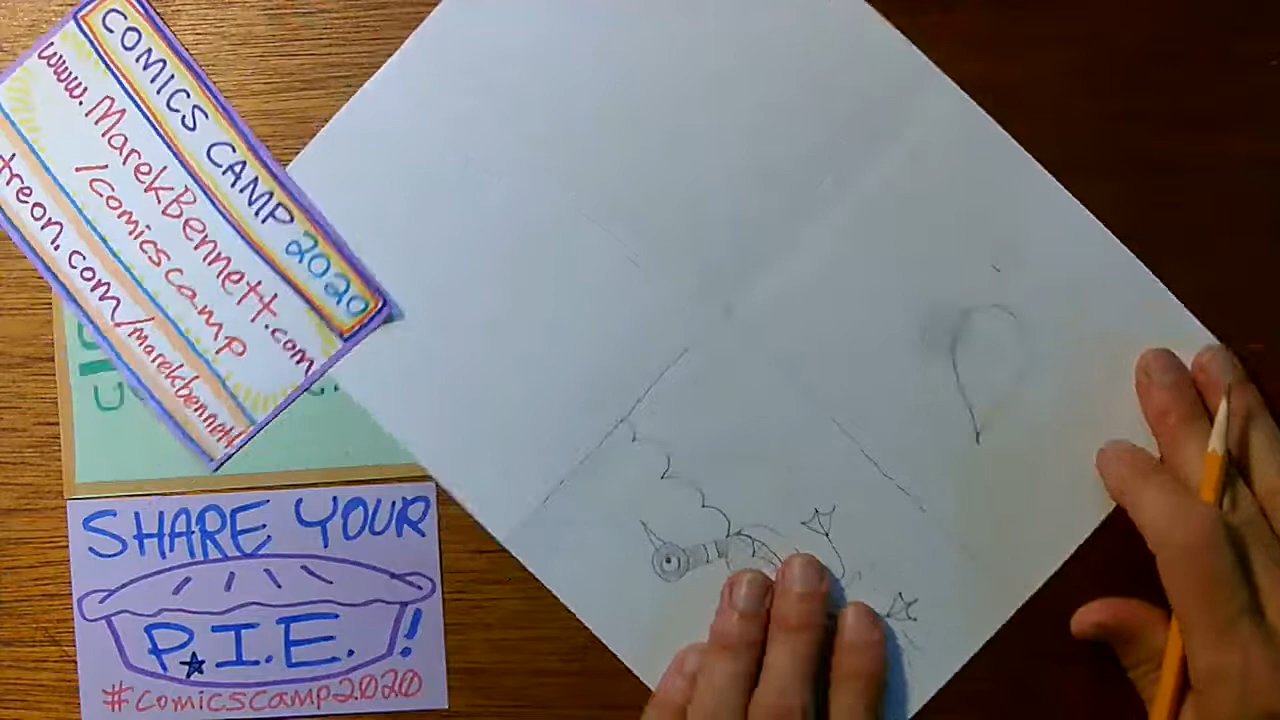 COMICS CAMP 2020
www.MarekBennett.com
/comicscamp
treon.com/marekbennett
SHARE YOUR
P.I.E.!
#comicscamp2020